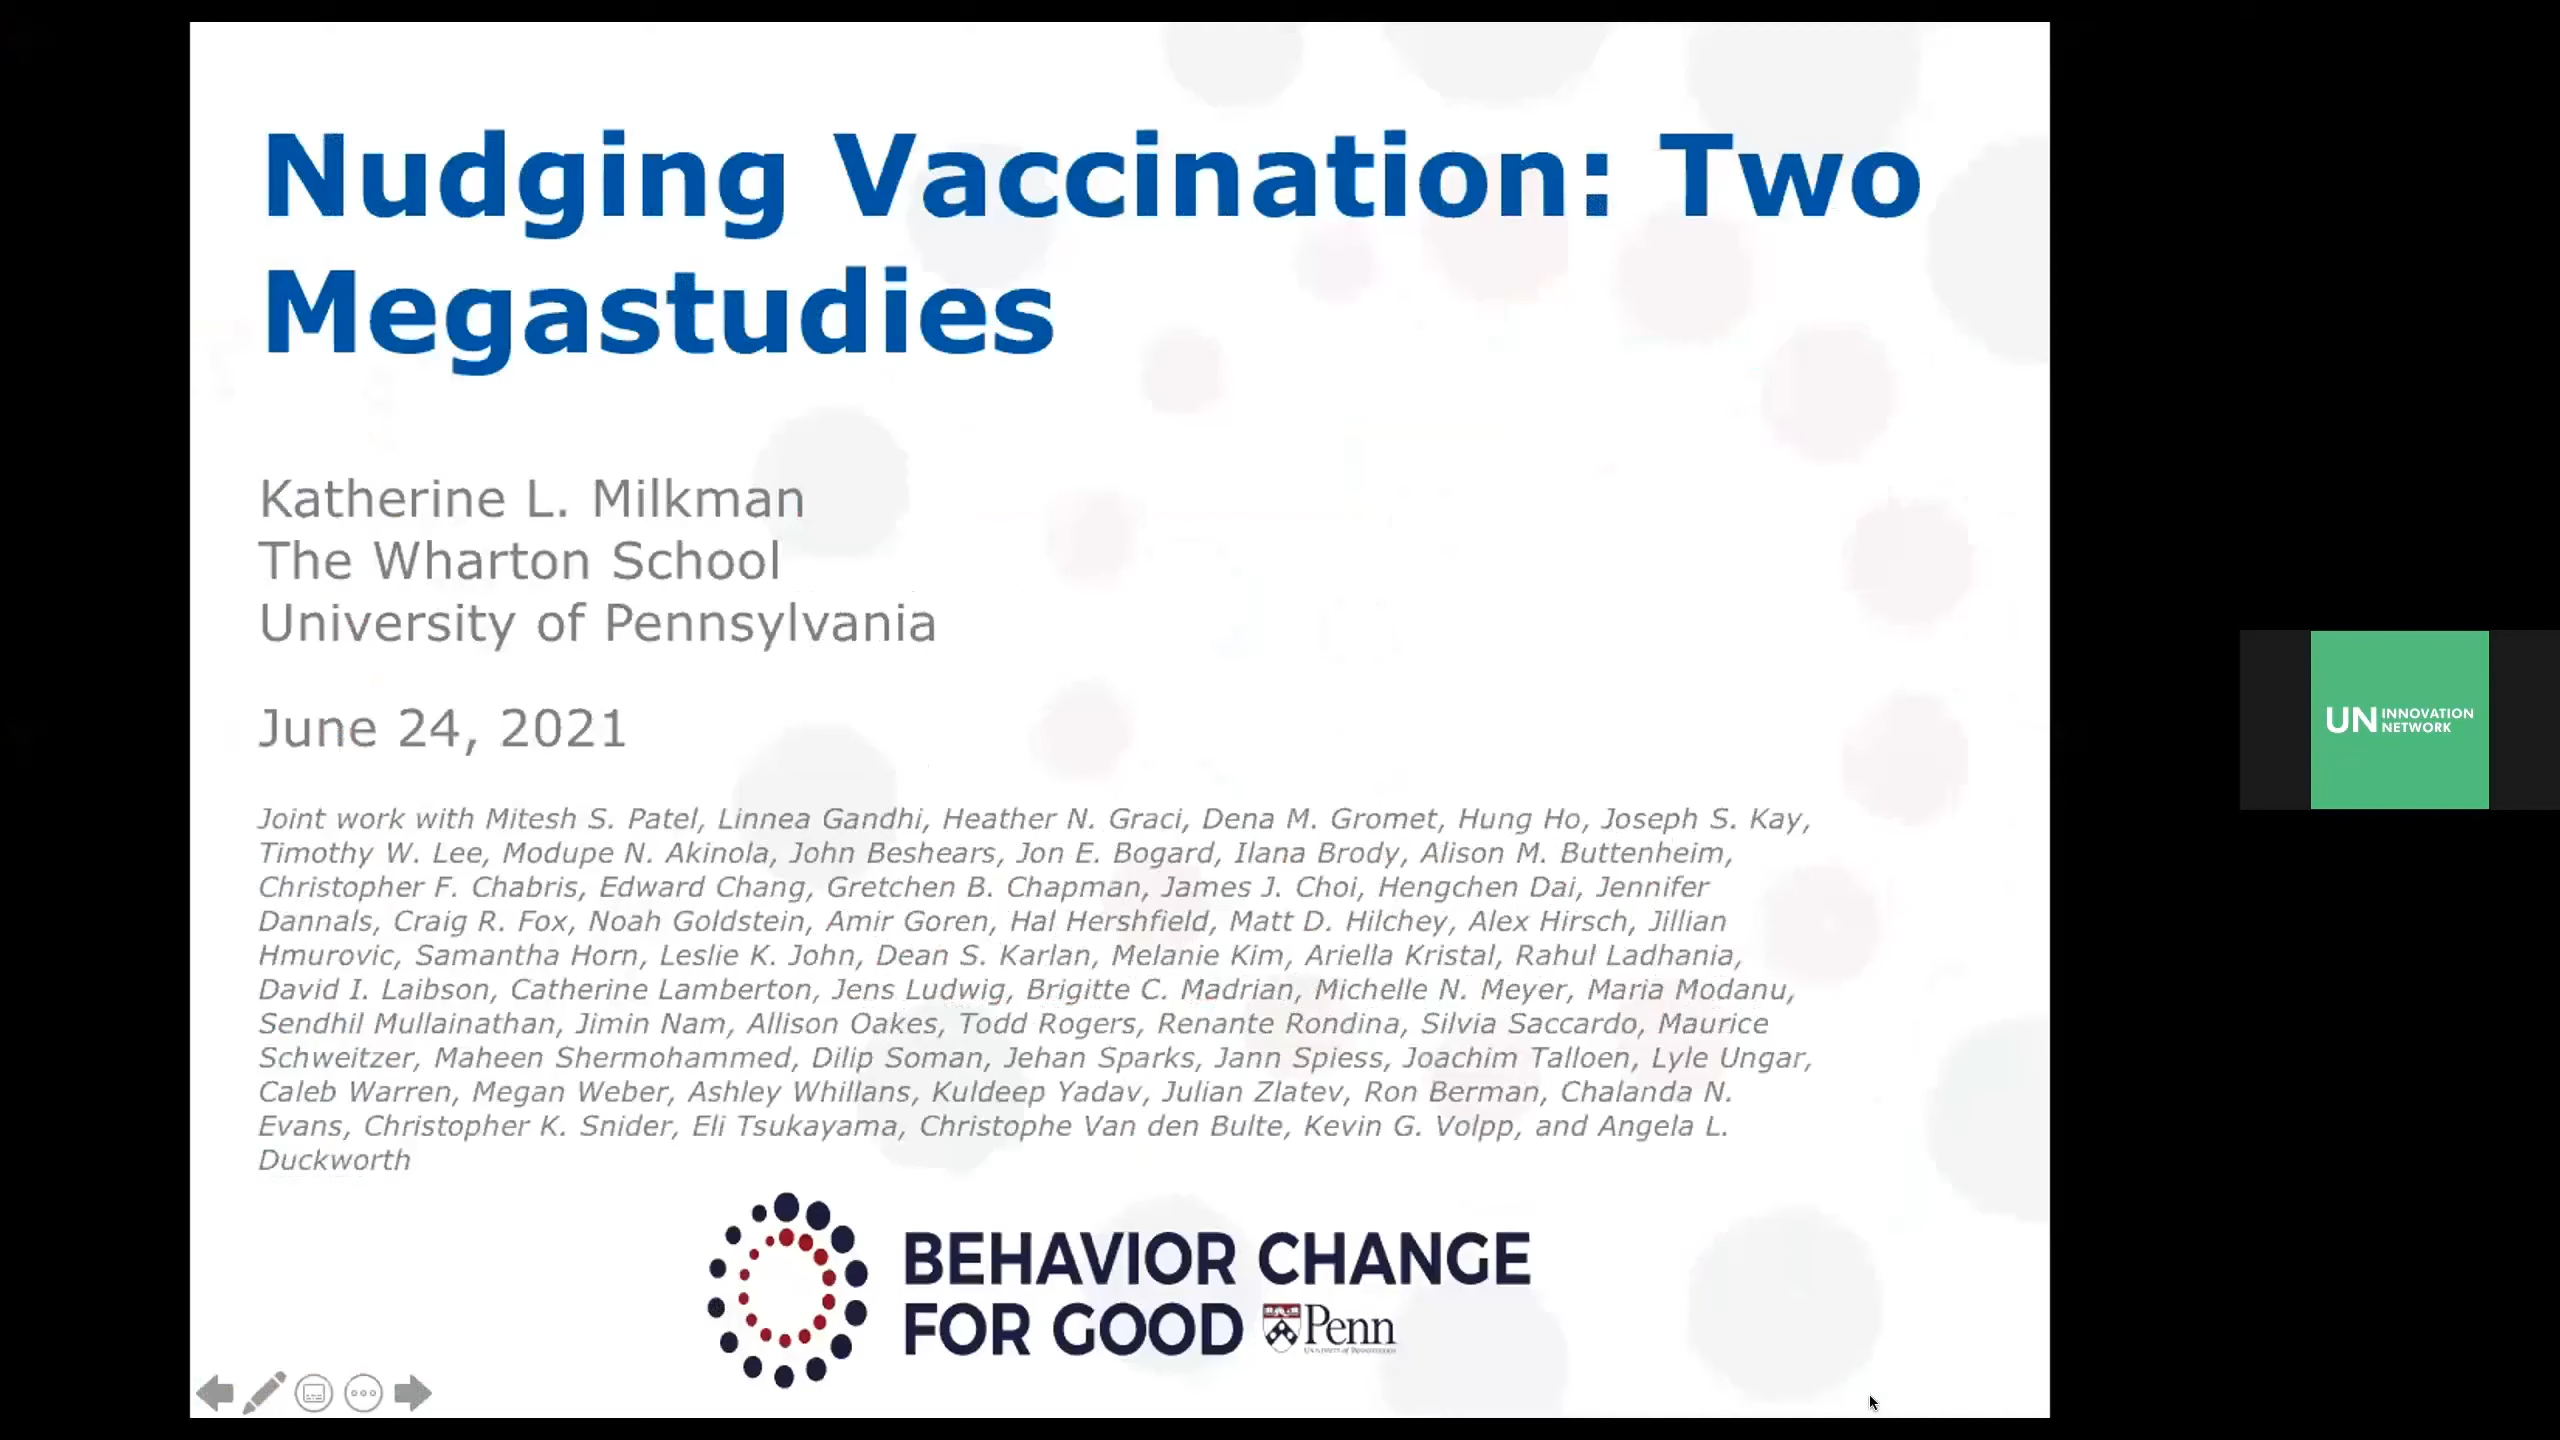 Nudging Vaccination: Two
Megastudies
Katherine L. Milkman
The Wharton School
University of Pennsylvania
June 24, 2021
Joint work with Mitesh S. Patel, Linnea Gandhi, Heather N. Graci, Dena M. Gromet, Hung Ho, Joseph S. Kay,
Timothy W. Lee, Modupe N. Akinola, John Beshears, Jon E. Bogard, Ilana Brody, Alison M. Buttenheim,
Christopher F. Chabris, Edward Chang, Gretchen B. Chapman, James J. Choi, Hengchen Dai, Jennifer
Dannals, Craig R. Fox, Noah Goldstein, Amir Goren, Hal Hershfield, Matt D. Hilchey, Alex Hirsch, Jillian
Hmurovic, Samantha Horn, Leslie K. John, Dean S. Karlan, Melanie Kim, Ariella Kristal, Rahul Ladhania,
David I. Laibson, Catherine Lamberton, Jens Ludwig, Brigitte C. Madrian, Michelle N. Meyer, Maria Modanu,
Sendhil Mullainathan, Jimin Nam, Allison Oakes, Todd Rogers, Renante Rondina, Silvia Saccardo, Maurice
Schweitzer, Maheen Shermohammed, Dilip Soman, Jehan Sparks, Jann Spiess, Joachim Talloen, Lyle Ungar,
Caleb Warren, Megan Weber, Ashley Whillans, Kuldeep Yadav, Julian Zlatev, Ron Berman, Chalanda N.
Evans, Christopher K. Snider, Eli Tsukayama, Christophe Van den Bulte, Kevin G. Volpp, and Angela L.
Duckworth
BEHAVIOR CHANGE
FOR GOOD Penn
UNIVERSITY of PENNSYLVANIA
UN INNOVATION
NETWORK